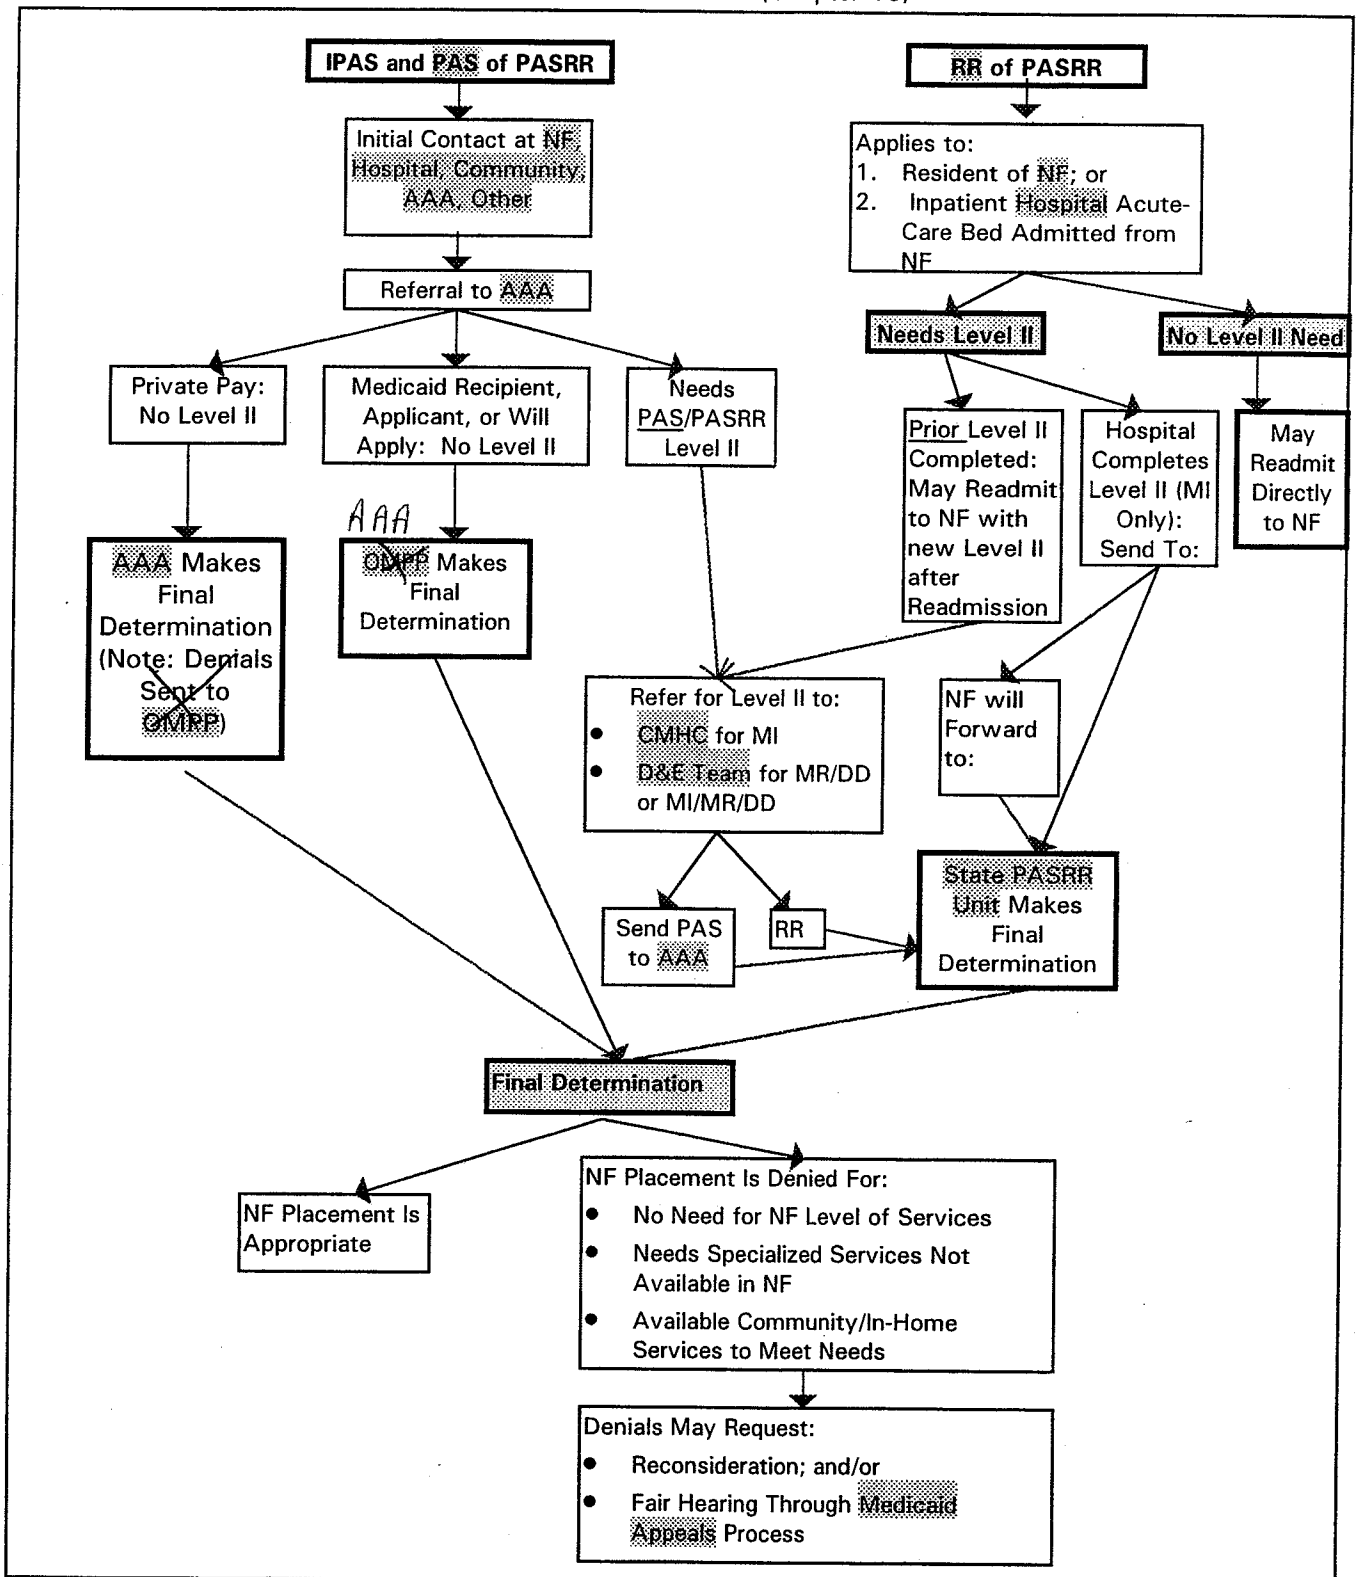 IPAS and PAS of PASRR
Initial Contact at NF,
Hospital, Community,
AAA, Other
Referral to AAA
Private Pay:
No Level II
Medicaid Recipient,
Applicant, or Will
Apply: No Level II
Needs
PAS/PASRR
Level II
AAA Makes
Final
Determination
(Note: Denials
Sent to
OMPP)
AAA
OMPP Makes
Final
Determination
RR of PASRR
Applies to:
1. Resident of NF; or
2. Inpatient Hospital Acute-
Care Bed Admitted from
NF
Needs Level II
No Level II Need
Prior Level II
Completed:
May Readmit
to NF with
new Level II
after
Readmission
Hospital
Completes
Level II (MI
Only):
Send To:
May
Readmit
Directly
to NF
Refer for Level II to:
● CMHC for MI
● D&E Team for MR/DD
or MI/MR/DD
NF will
Forward
to:
Send PAS
to AAA
RR
State PASRR
Unit Makes
Final
Determination
Final Determination
NF Placement Is
Appropriate
NF Placement Is Denied For:
● No Need for NF Level of Services
● Needs Specialized Services Not
Available in NF
● Available Community/In-Home
Services to Meet Needs
Denials May Request:
● Reconsideration; and/or
● Fair Hearing Through Medicaid
Appeals Process